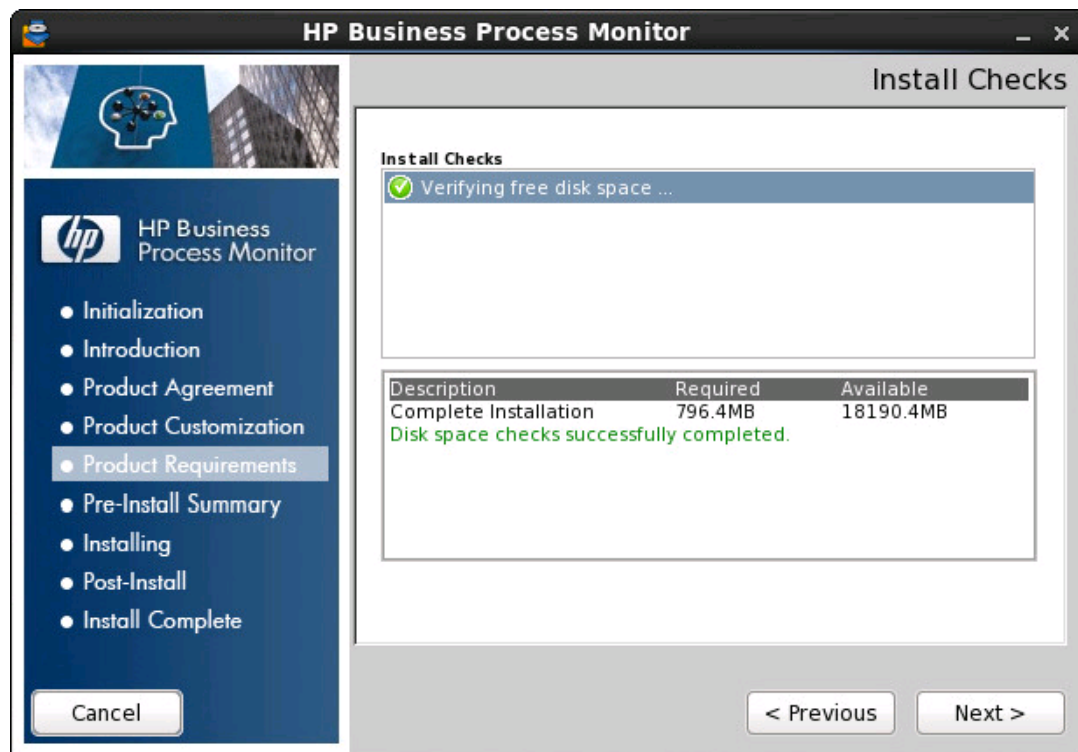 HP Business Process Monitor
Install Checks
hp
HP Business
Process Monitor
Initialization
Introduction
Product Agreement
Product Customization
Product Requirements
Pre-Install Summary
Installing
Post-Install
Install Complete
Install Checks
Verifying free disk space ...
Description Required Available
Complete Installation 796.4MB 18190.4MB
Disk space checks successfully completed.
Cancel
< Previous
Next >